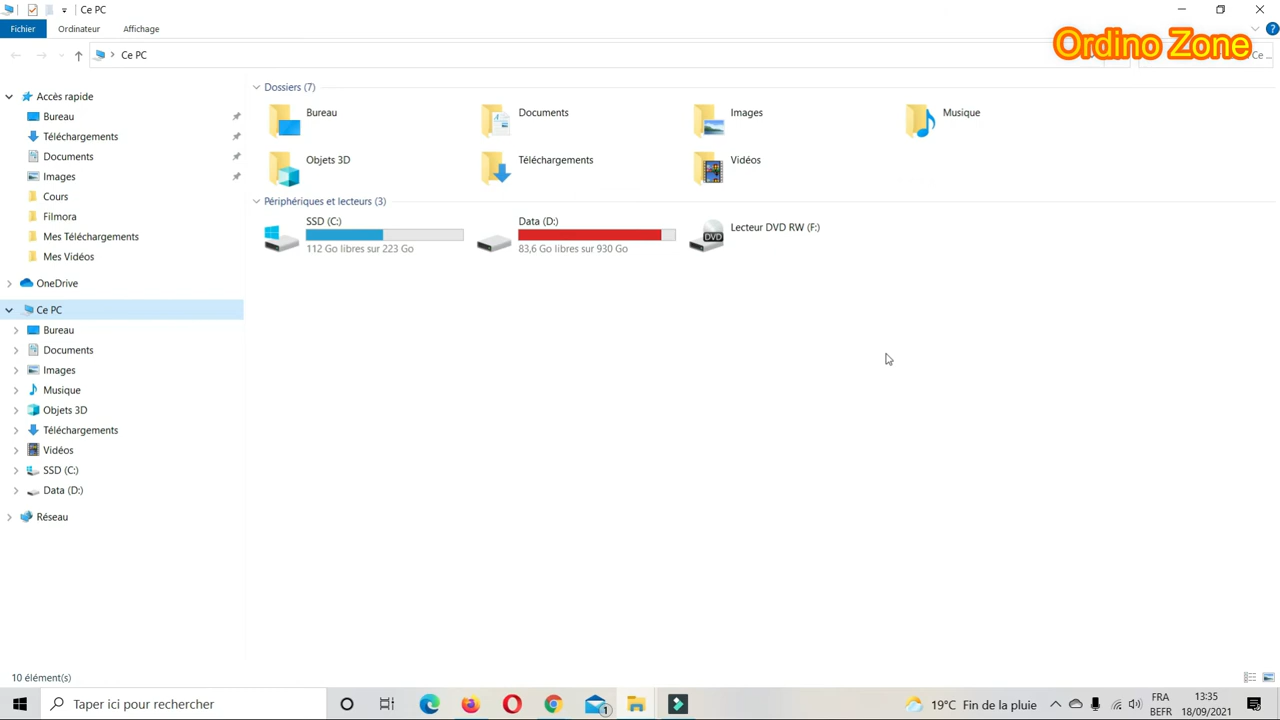 Ce PC
Fichier
Ordinateur
Affichage
Ordino Zone
Ce PC
Ce ...
Accès rapide
Bureau
Téléchargements
Documents
Images
Cours
Filmora
Mes Téléchargements
Mes Vidéos
OneDrive
Ce PC
Bureau
Documents
Images
Musique
Objets 3D
Téléchargements
Vidéos
SSD (C:)
Data (D:)
Réseau
Dossiers (7)
Bureau
Documents
Images
Musique
Objets 3D
Téléchargements
Vidéos
Périphériques et lecteurs (3)
SSD (C:)
112 Go libres sur 223 Go
Data (D:)
83,6 Go libres sur 930 Go
DVD
Lecteur DVD RW (F:)
10 élément(s)
Taper ici pour rechercher
1
19°C Fin de la pluie
FRA
BEFR
13:35
18/09/2021